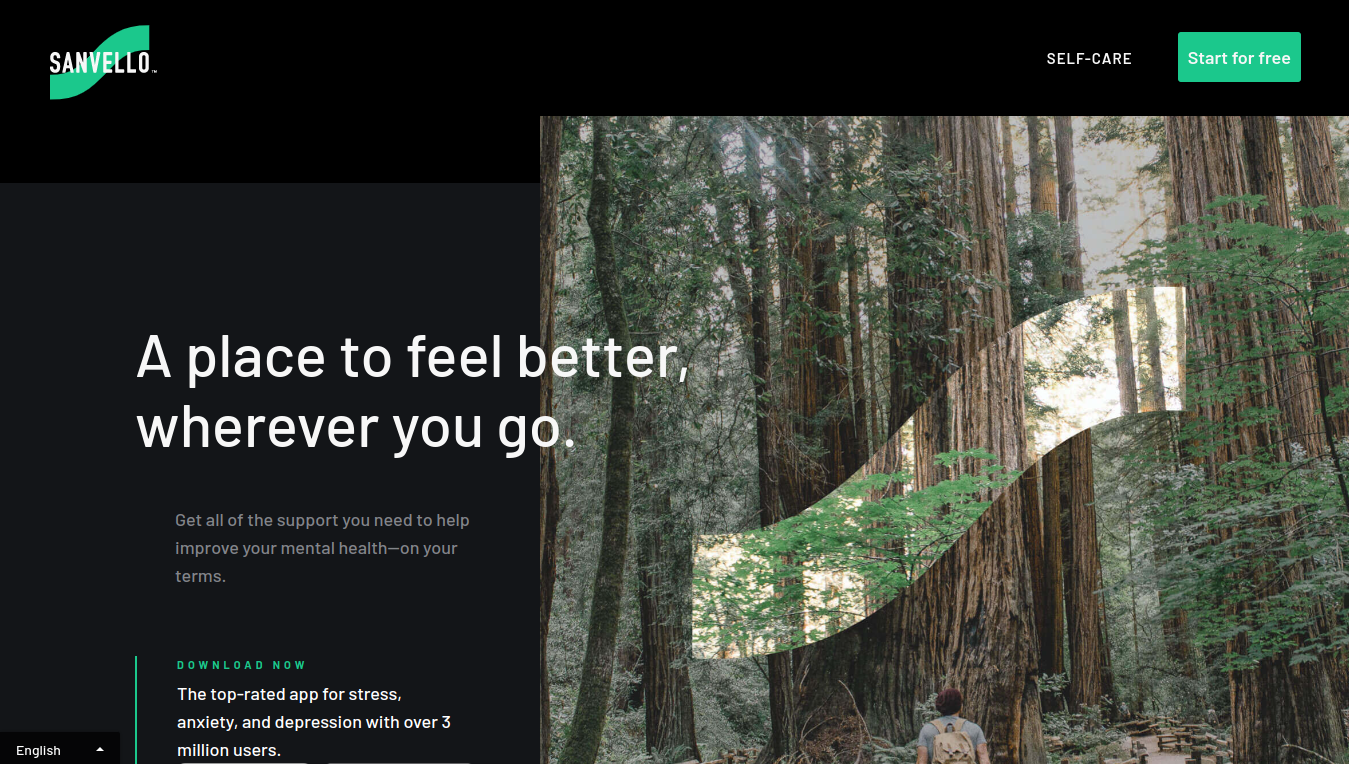 SANVELLO™
SELF-CARE
Start for free
A place to feel better,
wherever you go.
Get all of the support you need to help
improve your mental health—on your
terms.
DOWNLOAD NOW
The top-rated app for stress,
anxiety, and depression with over 3
million users.
English